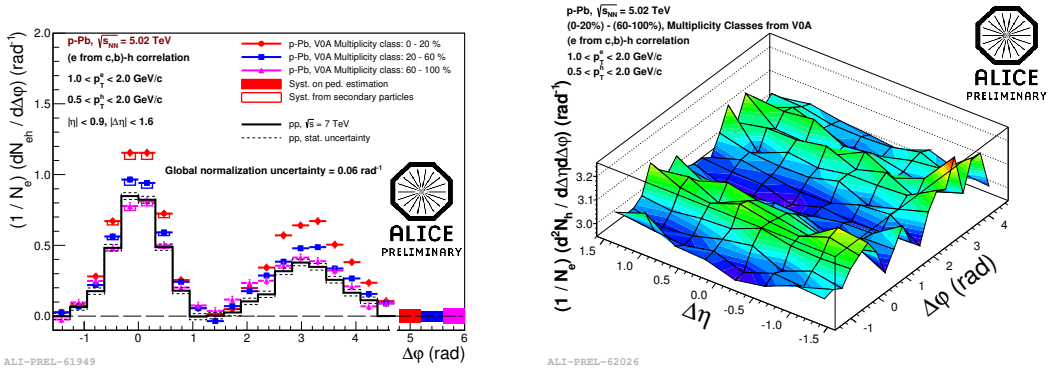 p-Pb, √s_NN = 5.02 TeV
(e from c,b)-h correlation
1.0 < p_T^e < 2.0 GeV/c
0.5 < p_T^h < 2.0 GeV/c
|η| < 0.9, |Δη| < 1.6
p-Pb, V0A Multiplicity class: 0 - 20 %
p-Pb, V0A Multiplicity class: 20 - 60 %
p-Pb, V0A Multiplicity class: 60 - 100 %
Syst. on ped. estimation
Syst. from secondary particles
pp, √s = 7 TeV
pp, stat. uncertainty
Global normalization uncertainty = 0.06 rad⁻¹
ALICE
PRELIMINARY
(1 / N_e) (dN_eh / dΔφ) (rad⁻¹)
2.0
1.5
1.0
0.5
0.0
-1 0 1 2 3 4 5 6
Δφ (rad)
ALI-PREL-61949
p-Pb, √s_NN = 5.02 TeV
(0-20%) - (60-100%), Multiplicity Classes from V0A
(e from c,b)-h correlation
1.0 < p_T^e < 2.0 GeV/c
0.5 < p_T^h < 2.0 GeV/c
ALICE
PRELIMINARY
(1 / N_e) (d²N_h / dΔηdΔφ) (rad⁻¹)
3.2
3.1
3.0
1.5 1.0 0.5 0.0 -0.5 -1.0 -1.5
Δη
-1 0 1 2 3 4
Δφ (rad)
ALI-PREL-62026